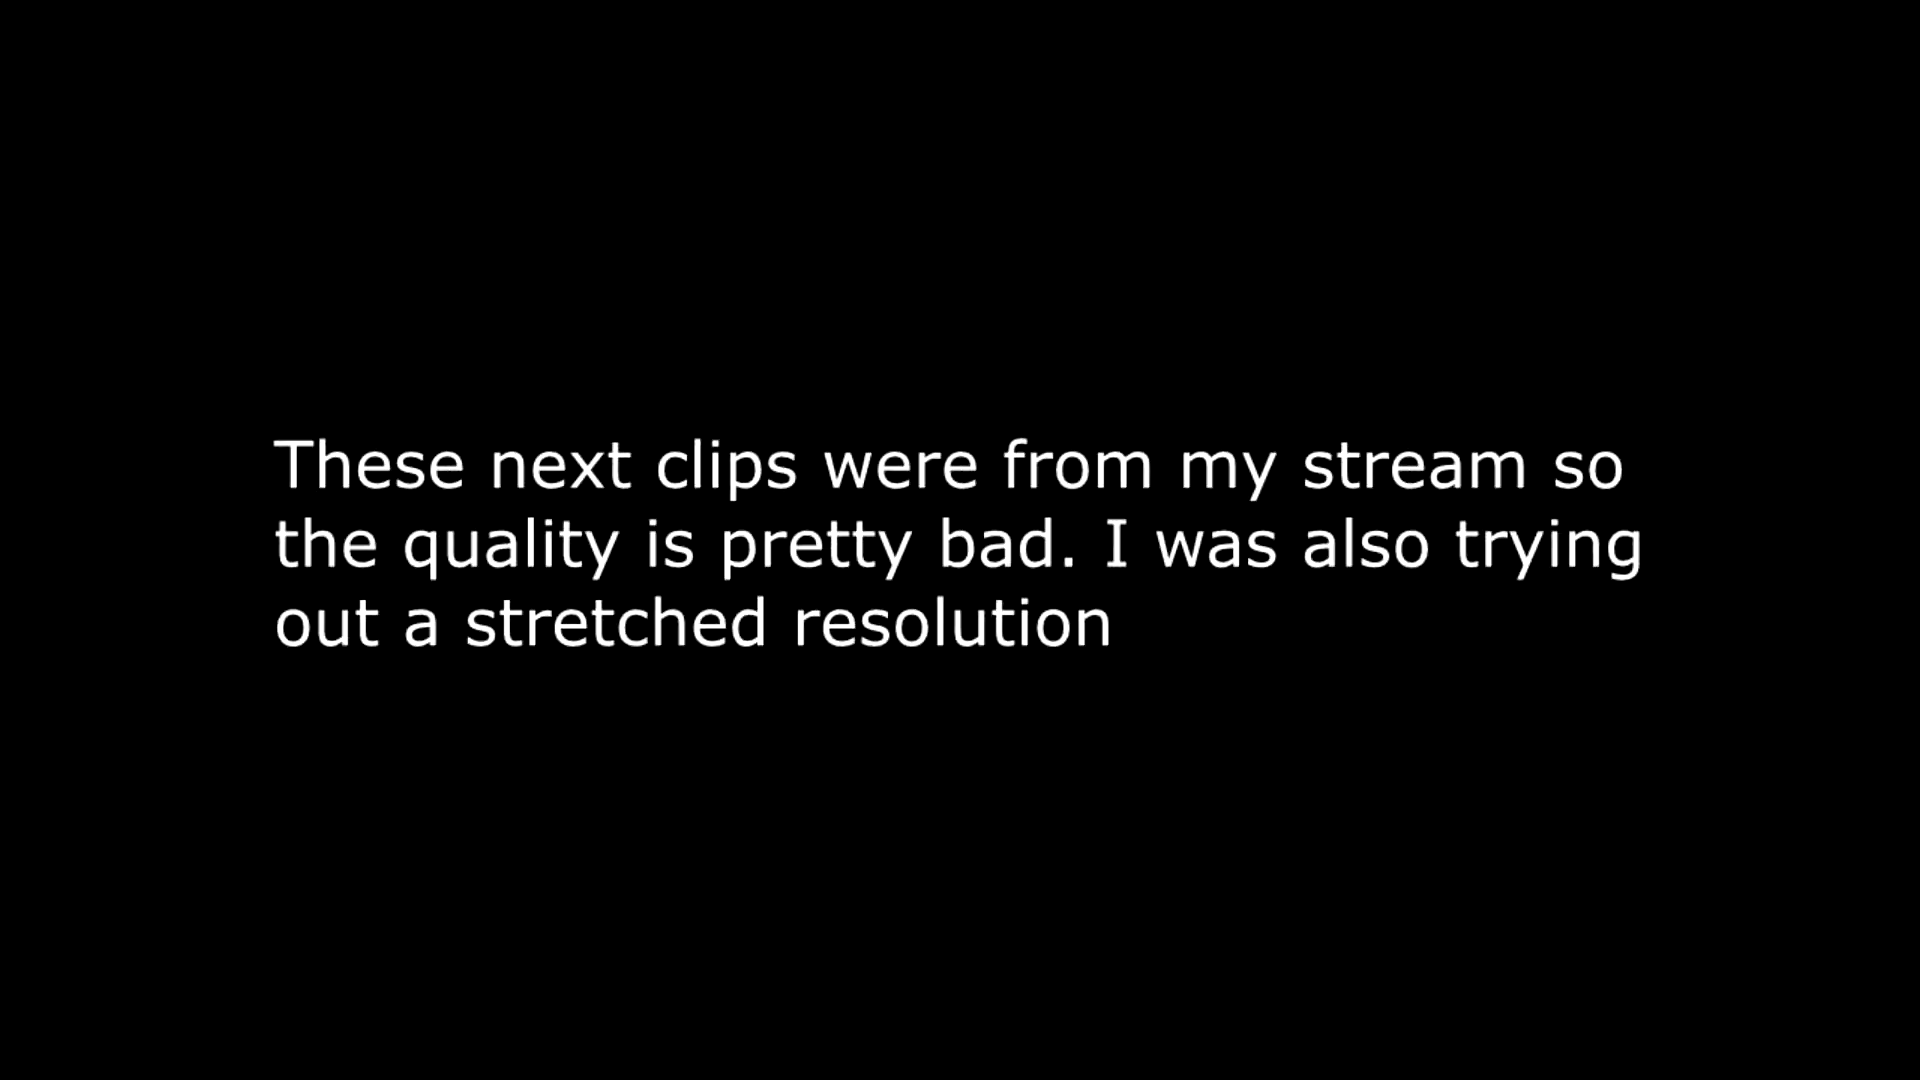 These next clips were from my stream so
the quality is pretty bad. I was also trying
out a stretched resolution